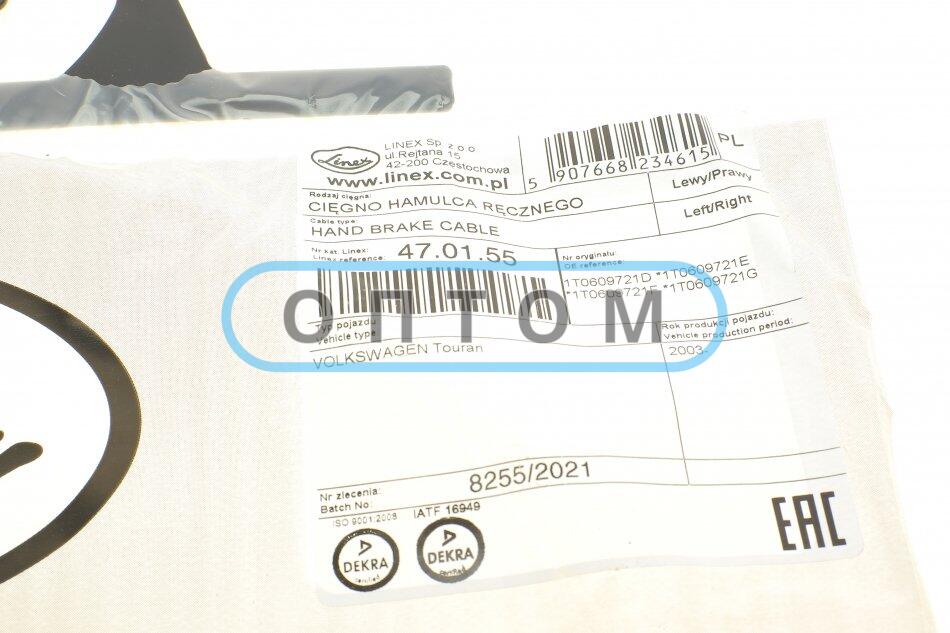 Linex
LINEX Sp. z o o
ul.Rejtana 15
42-200 Częstochowa
www.linex.com.pl
5 907668 234615
PL
Rodzaj cięgna:
CIĘGNO HAMULCA RĘCZNEGO
Lewy/Prawy
Cable type:
HAND BRAKE CABLE
Left/Right
Nr kat. Linex:
Linex reference:
47.01.55
Nr oryginału:
OE reference:
1T0609721D *1T0609721E
*1T0609721F *1T0609721G
ОПТОМ
Typ pojazdu
Vehicle type
VOLKSWAGEN Touran
Rok produkcji pojazdu:
Vehicle production period:
2003-
Nr zlecenia:
Batch No:
8255/2021
ISO 9001:2008
IATF 16949
DEKRA
Certified
DEKRA
Certified
EAC